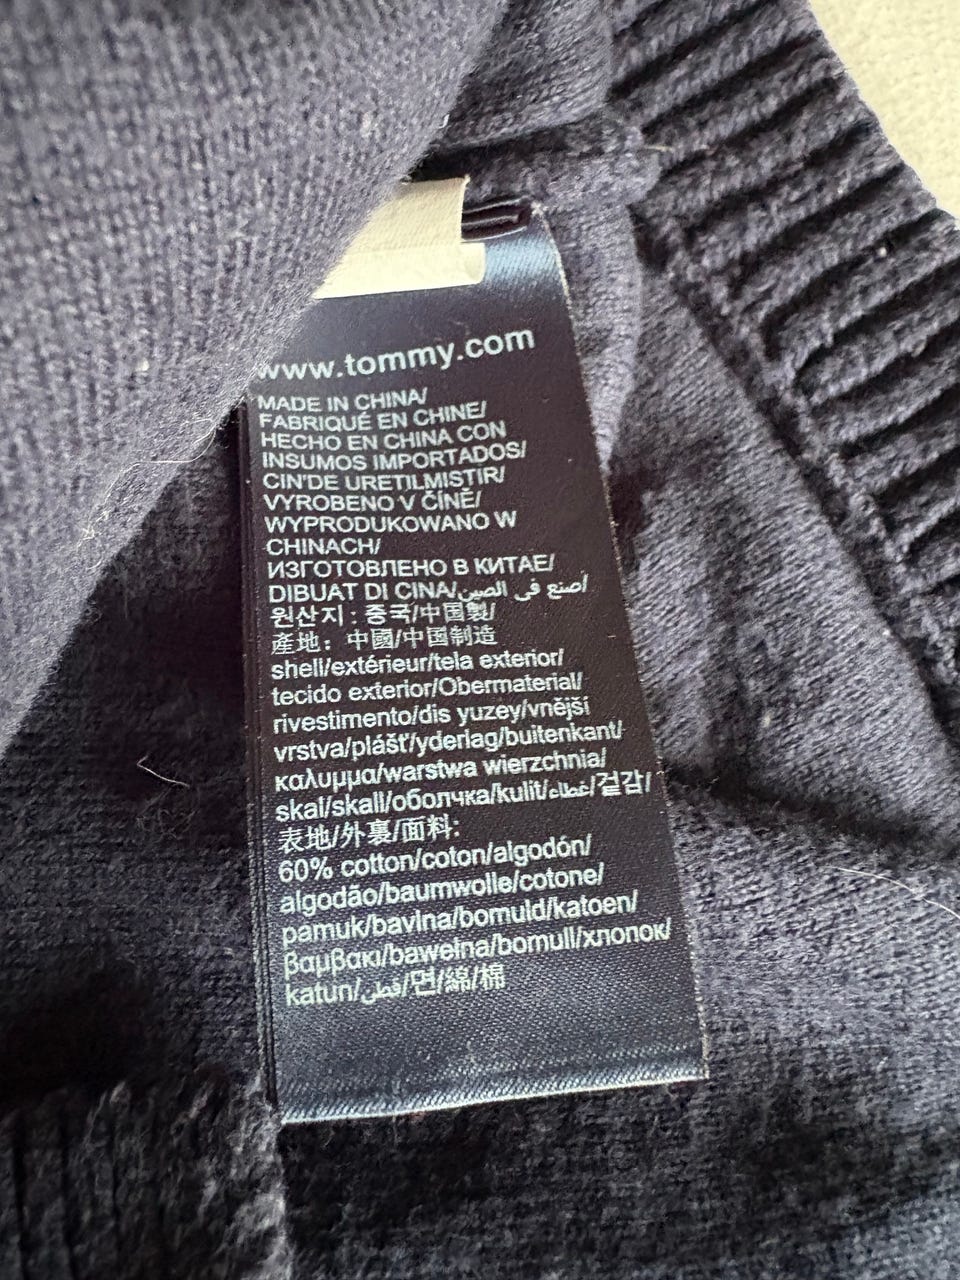 www.tommy.com
MADE IN CHINA/
FABRIQUÉ EN CHINE/
HECHO EN CHINA CON
INSUMOS IMPORTADOS/
CIN'DE URETILMISTIR/
VYROBENO V ČÍNĚ/
WYPRODUKOWANO W
CHINACH/
ИЗГОТОВЛЕНО В КИТАЕ/
DIBUAT DI CINA/صنع في الصين/
원산지 : 중국/中国製/
產地：中國/中国制造
shell/extérieur/tela exterior/
tecido exterior/Obermaterial/
rivestimento/dis yuzey/vnější
vrstva/plášť/yderlag/buitenkant/
καλυμμα/warstwa wierzchnia/
skal/skall/оболчка/kulit/غطاء/겉감/
表地/外裏/面料:
60% cotton/coton/algodón/
algodão/baumwolle/cotone/
pamuk/bavlna/bomuld/katoen/
βαμβακι/bawełna/bomull/хлопок/
katun/قطن/면/綿/棉